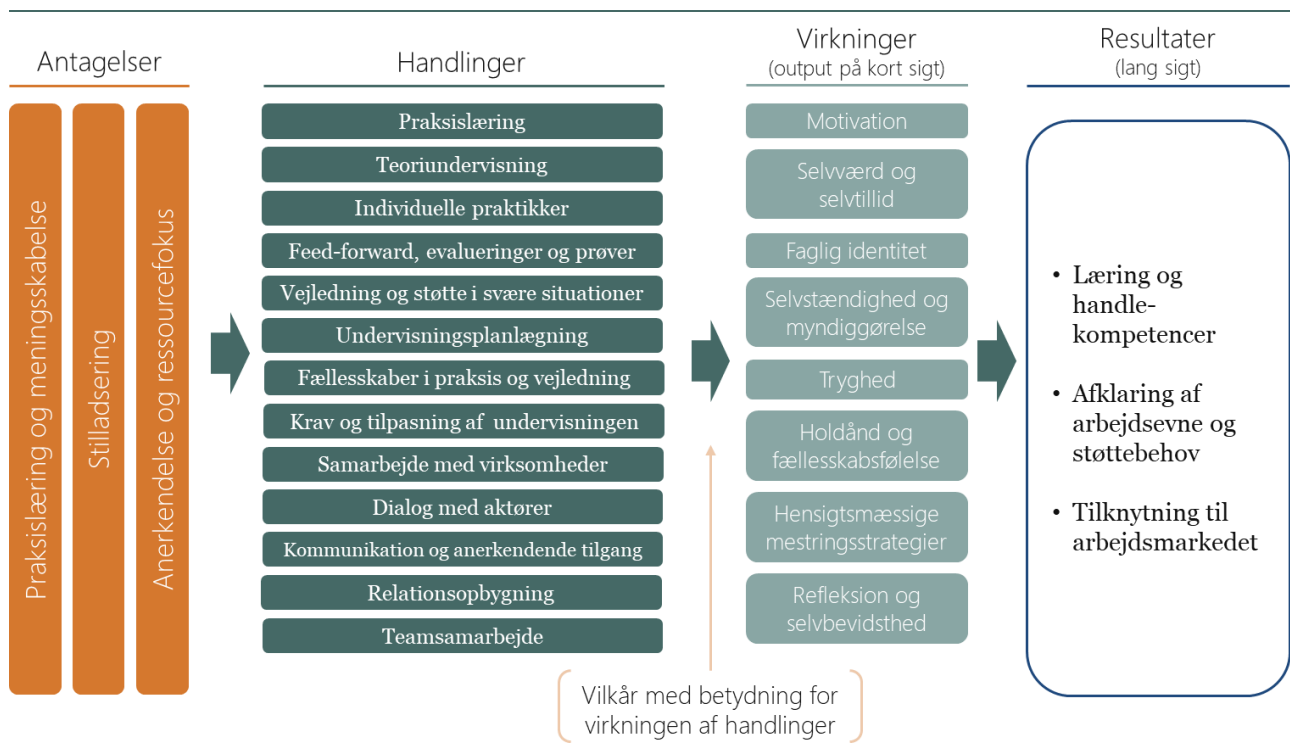 Antagelser
Praksislæring og meningsskabelse
Stilladsering
Anerkendelse og ressourcefokus
Handlinger
Praksislæring
Teoriundervisning
Individuelle praktikker
Feed-forward, evalueringer og prøver
Vejledning og støtte i svære situationer
Undervisningsplanlægning
Fællesskaber i praksis og vejledning
Krav og tilpasning af undervisningen
Samarbejde med virksomheder
Dialog med aktører
Kommunikation og anerkendende tilgang
Relationsopbygning
Teamsamarbejde
Virkninger
(output på kort sigt)
Motivation
Selvværd og
selvtillid
Faglig identitet
Selvstændighed og
myndiggørelse
Tryghed
Holdånd og
fællesskabsfølelse
Hensigtsmæssige
mestringsstrategier
Refleksion og
selvbevidsthed
Vilkår med betydning for
virkningen af handlinger
Resultater
(lang sigt)
• Læring og
handle-
kompetencer
• Afklaring af
arbejdsevne og
støttebehov
• Tilknytning til
arbejdsmarkedet